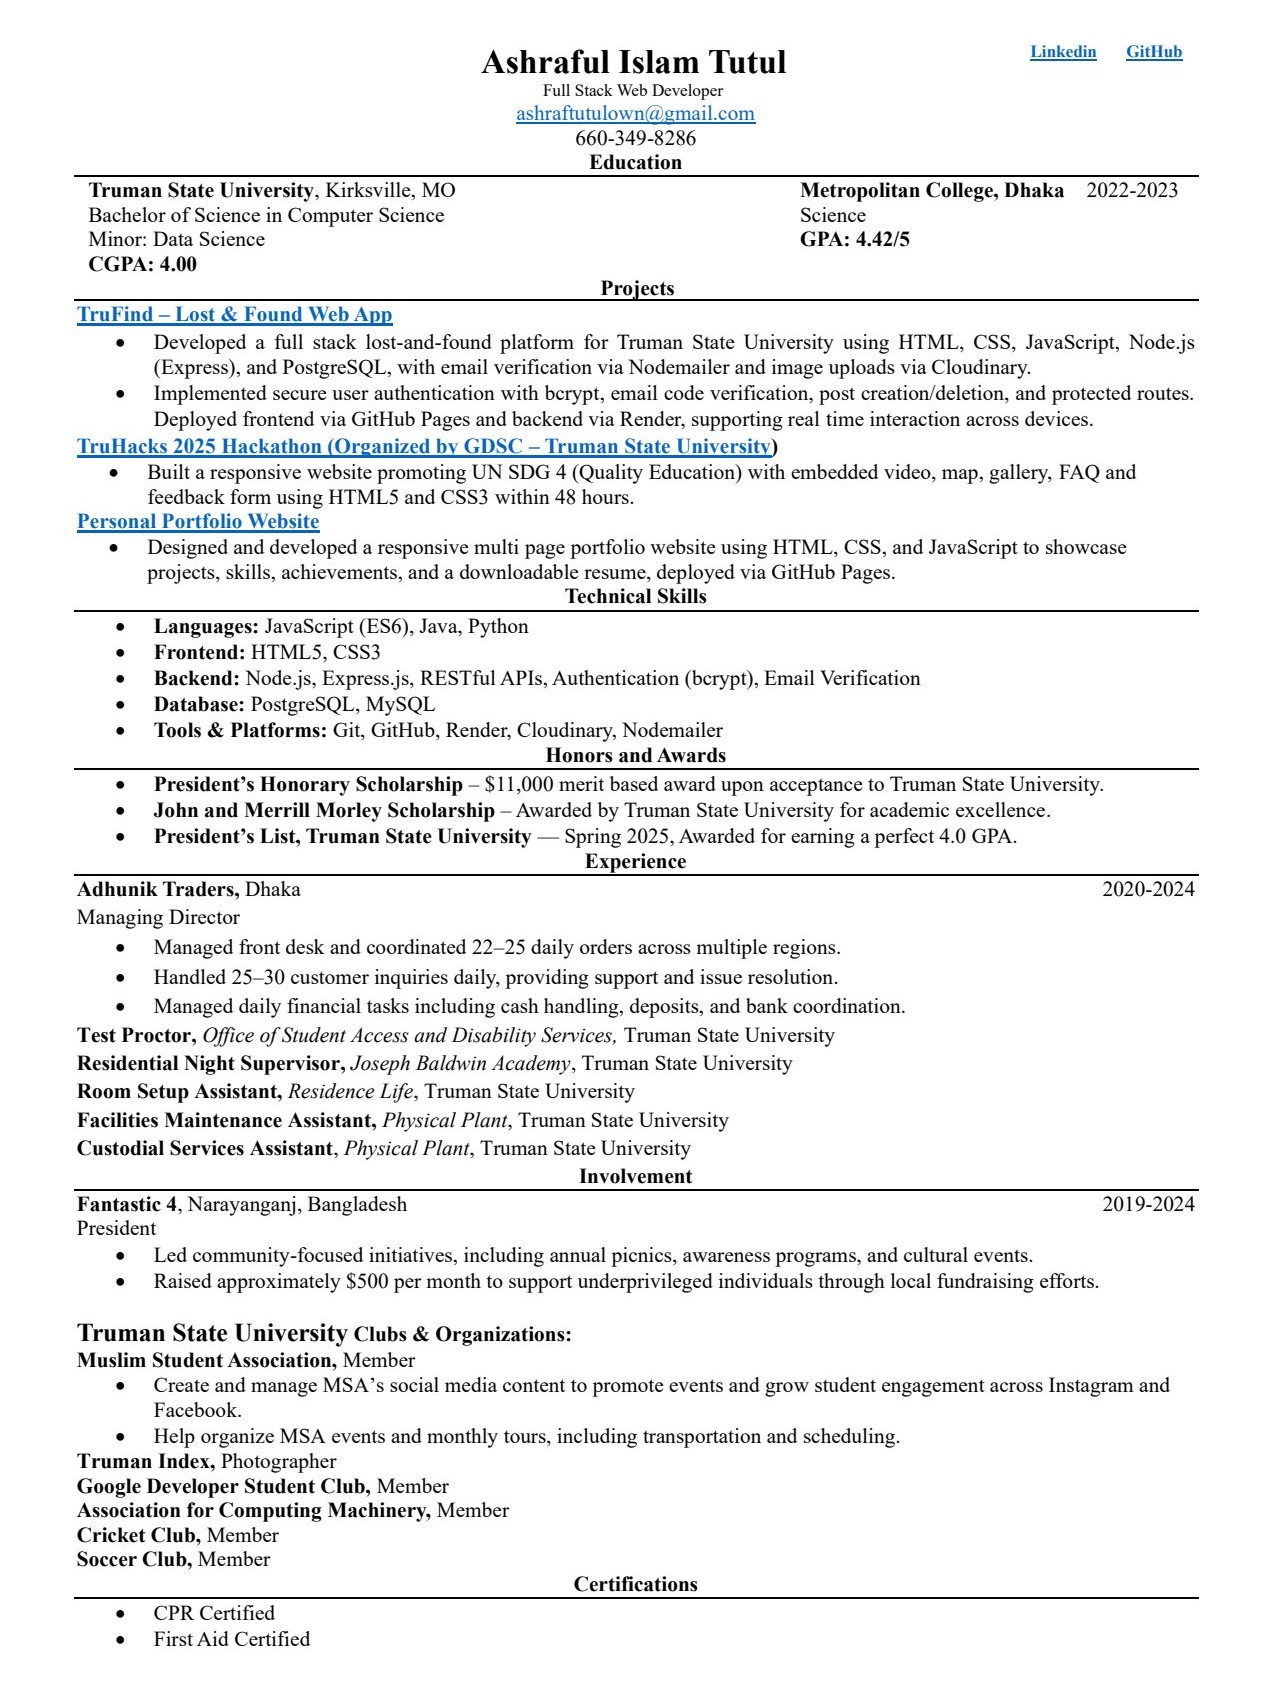 Ashraful Islam Tutul
Linkedin GitHub
Full Stack Web Developer
ashraftutulown@gmail.com
660-349-8286
Education
Truman State University, Kirksville, MO
Bachelor of Science in Computer Science
Minor: Data Science
CGPA: 4.00
Metropolitan College, Dhaka 2022-2023
Science
GPA: 4.42/5
Projects
TruFind – Lost & Found Web App
• Developed a full stack lost-and-found platform for Truman State University using HTML, CSS, JavaScript, Node.js
(Express), and PostgreSQL, with email verification via Nodemailer and image uploads via Cloudinary.
• Implemented secure user authentication with bcrypt, email code verification, post creation/deletion, and protected routes.
Deployed frontend via GitHub Pages and backend via Render, supporting real time interaction across devices.
TruHacks 2025 Hackathon (Organized by GDSC – Truman State University)
• Built a responsive website promoting UN SDG 4 (Quality Education) with embedded video, map, gallery, FAQ and
feedback form using HTML5 and CSS3 within 48 hours.
Personal Portfolio Website
• Designed and developed a responsive multi page portfolio website using HTML, CSS, and JavaScript to showcase
projects, skills, achievements, and a downloadable resume, deployed via GitHub Pages.
Technical Skills
• Languages: JavaScript (ES6), Java, Python
• Frontend: HTML5, CSS3
• Backend: Node.js, Express.js, RESTful APIs, Authentication (bcrypt), Email Verification
• Database: PostgreSQL, MySQL
• Tools & Platforms: Git, GitHub, Render, Cloudinary, Nodemailer
Honors and Awards
• President’s Honorary Scholarship – $11,000 merit based award upon acceptance to Truman State University.
• John and Merrill Morley Scholarship – Awarded by Truman State University for academic excellence.
• President’s List, Truman State University — Spring 2025, Awarded for earning a perfect 4.0 GPA.
Experience
Adhunik Traders, Dhaka 2020-2024
Managing Director
• Managed front desk and coordinated 22–25 daily orders across multiple regions.
• Handled 25–30 customer inquiries daily, providing support and issue resolution.
• Managed daily financial tasks including cash handling, deposits, and bank coordination.
Test Proctor, Office of Student Access and Disability Services, Truman State University
Residential Night Supervisor, Joseph Baldwin Academy, Truman State University
Room Setup Assistant, Residence Life, Truman State University
Facilities Maintenance Assistant, Physical Plant, Truman State University
Custodial Services Assistant, Physical Plant, Truman State University
Involvement
Fantastic 4, Narayanganj, Bangladesh 2019-2024
President
• Led community-focused initiatives, including annual picnics, awareness programs, and cultural events.
• Raised approximately $500 per month to support underprivileged individuals through local fundraising efforts.
Truman State University Clubs & Organizations:
Muslim Student Association, Member
• Create and manage MSA’s social media content to promote events and grow student engagement across Instagram and
Facebook.
• Help organize MSA events and monthly tours, including transportation and scheduling.
Truman Index, Photographer
Google Developer Student Club, Member
Association for Computing Machinery, Member
Cricket Club, Member
Soccer Club, Member
Certifications
• CPR Certified
• First Aid Certified